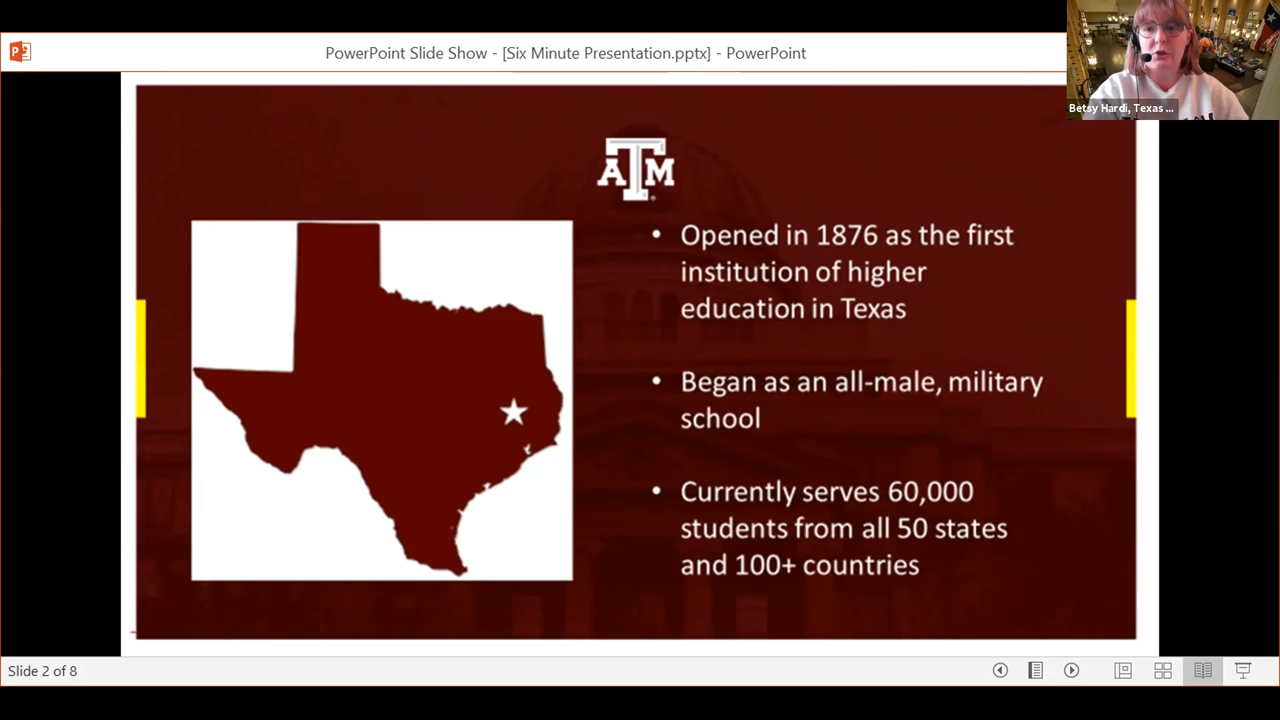 PowerPoint Slide Show - [Six Minute Presentation.pptx] - PowerPoint
Betsy Hardi, Texas ...
ATM
• Opened in 1876 as the first
institution of higher
education in Texas
• Began as an all-male, military
school
• Currently serves 60,000
students from all 50 states
and 100+ countries
Slide 2 of 8